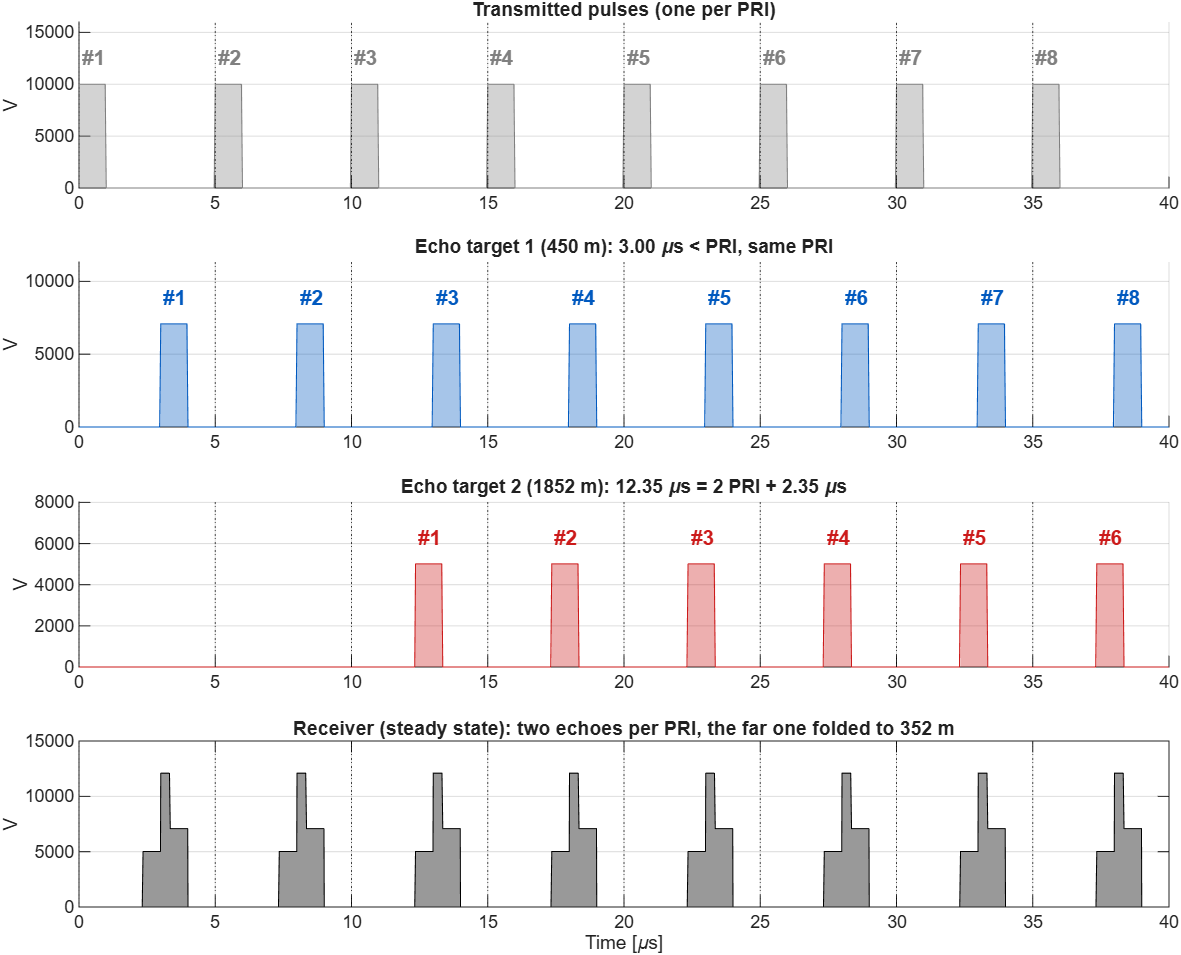 Transmitted pulses (one per PRI)
15000
10000
5000
0
V
#1 #2 #3 #4 #5 #6 #7 #8
0 5 10 15 20 25 30 35 40
Echo target 1 (450 m): 3.00 µs < PRI, same PRI
10000
5000
0
V
#1 #2 #3 #4 #5 #6 #7 #8
0 5 10 15 20 25 30 35 40
Echo target 2 (1852 m): 12.35 µs = 2 PRI + 2.35 µs
8000
6000
4000
2000
0
V
#1 #2 #3 #4 #5 #6
0 5 10 15 20 25 30 35 40
Receiver (steady state): two echoes per PRI, the far one folded to 352 m
15000
10000
5000
0
V
0 5 10 15 20 25 30 35 40
Time [µs]